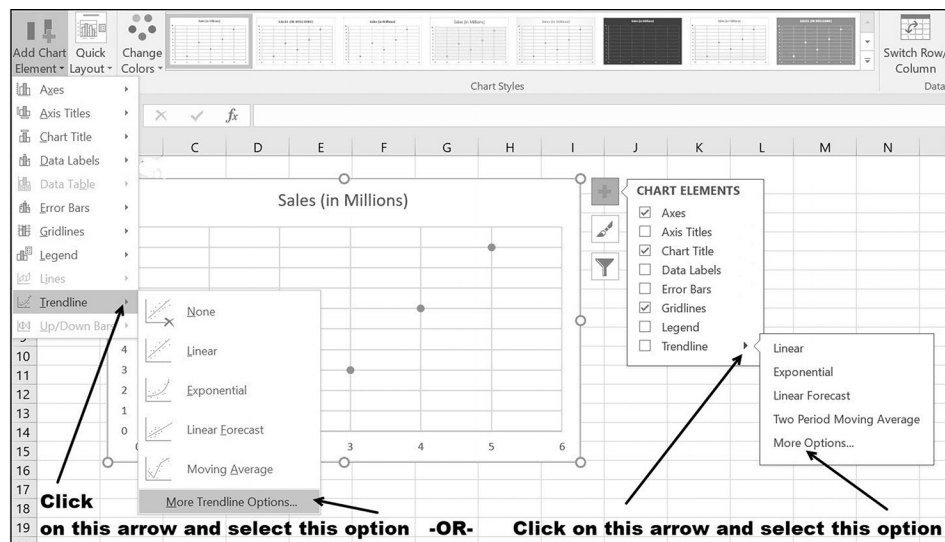 Add Chart Element
Quick Layout
Change Colors
Chart Styles
Switch Row/
Column
Data
Axes
Axis Titles
Chart Title
Data Labels
Data Table
Error Bars
Gridlines
Legend
Lines
Trendline
Up/Down Bars
fx
C D E F G H I J K L M N
Sales (in Millions)
4
3
2
1
0
3 4 5 6
10
11
12
13
14
15
16
17
18
19
None
Linear
Exponential
Linear Forecast
Moving Average
More Trendline Options...
CHART ELEMENTS
Axes
Axis Titles
Chart Title
Data Labels
Error Bars
Gridlines
Legend
Trendline
Linear
Exponential
Linear Forecast
Two Period Moving Average
More Options...
Click
on this arrow and select this option -OR- Click on this arrow and select this option